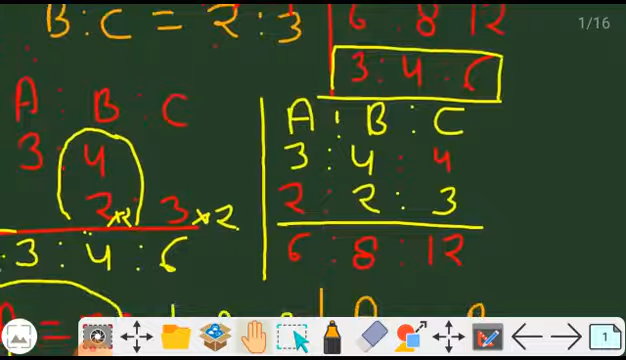 B : C = 2 : 3
6 : 8 : 12
3 : 4 : 6
1/16
A : B : C
3 : 4
2 : 3 ×2
×2
3 : 4 : 6
A : B : C
3 : 4 : 4
2 : 2 : 3
6 : 8 : 12
1